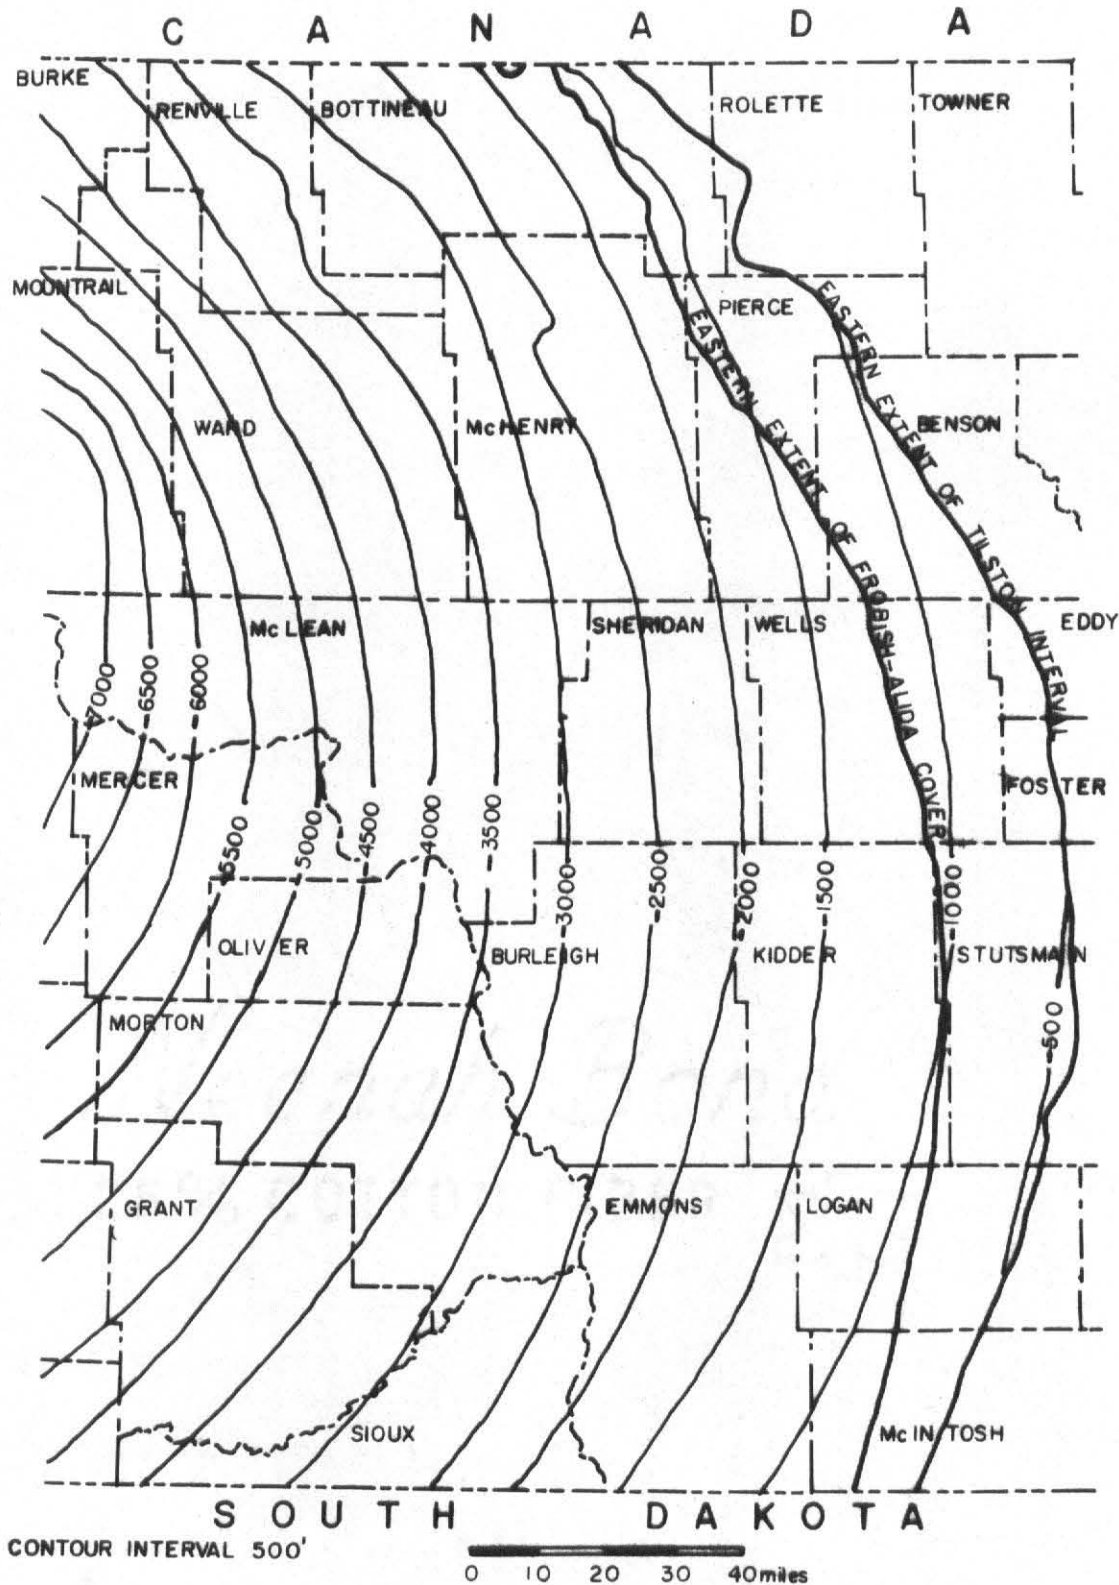 C A N A D A
BURKE
RENVILLE
BOTTINEAU
ROLETTE
TOWNER
MOUNTRAIL
PIERCE
EASTERN EXTENT OF TILSTON INTERVAL
EASTERN EXTENT OF FROBISH-ALIDA COVER
WARD
McHENRY
BENSON
McLEAN
SHERIDAN
WELLS
EDDY
-7000
-6500
-6000
MERCER
FOSTER
-5500
-5000
-4500
-4000
-3500
-3000
-2500
-2000
-1500
-1000
OLIVER
BURLEIGH
KIDDER
STUTSMAN
MORTON
-500
GRANT
EMMONS
LOGAN
SIOUX
McINTOSH
S O U T H D A K O T A
CONTOUR INTERVAL 500'
0 10 20 30 40 miles